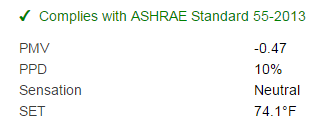 ✔ Complies with ASHRAE Standard 55-2013
PMV -0.47
PPD 10%
Sensation Neutral
SET 74.1°F